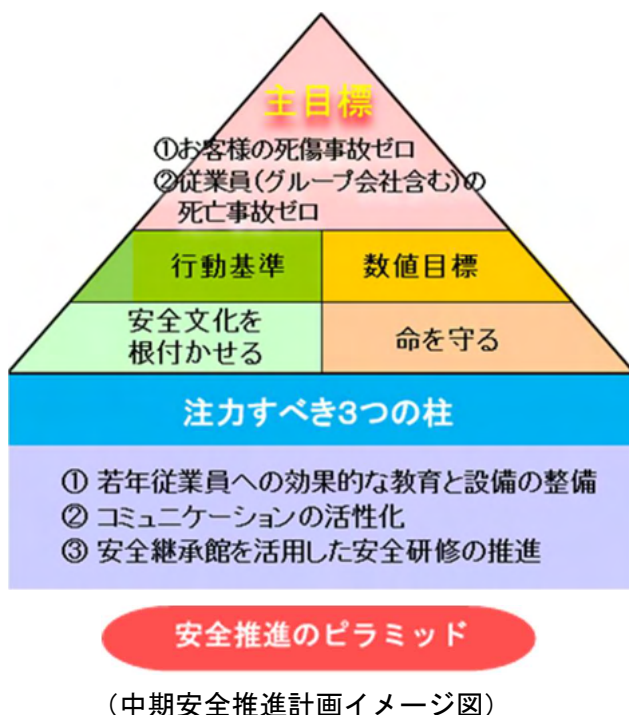 主目標
①お客様の死傷事故ゼロ
②従業員(グループ会社含む)の
死亡事故ゼロ
行動基準
数値目標
安全文化を
根付かせる
命を守る
注力すべき3つの柱
① 若年従業員への効果的な教育と設備の整備
② コミュニケーションの活性化
③ 安全継承館を活用した安全研修の推進
安全推進のピラミッド
(中期安全推進計画イメージ図)